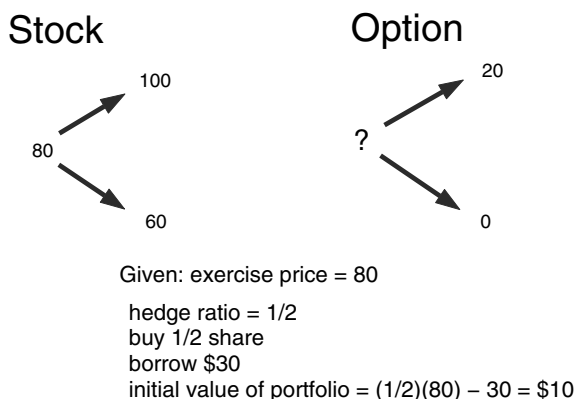 Stock
Option
100
20
80
?
60
0
Given: exercise price = 80
hedge ratio = 1/2
buy 1/2 share
borrow $30
initial value of portfolio = (1/2)(80) – 30 = $10